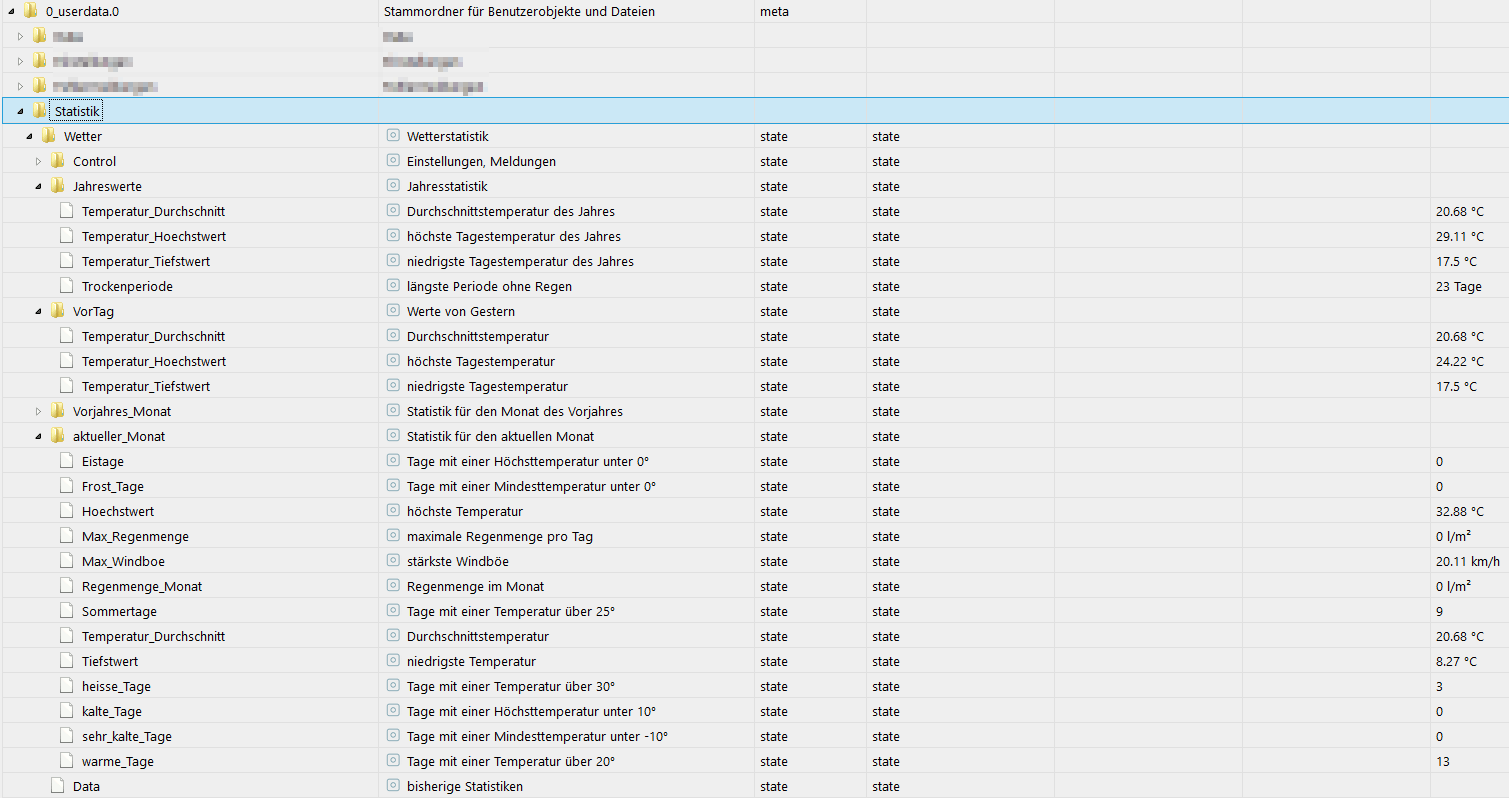 0_userdata.0 Stammordner für Benutzerobjekte und Dateien meta
Statistik
Wetter Wetterstatistik state state
Control Einstellungen, Meldungen state state
Jahreswerte Jahresstatistik state state
Temperatur_Durchschnitt Durchschnittstemperatur des Jahres state state 20.68 °C
Temperatur_Hoechstwert höchste Tagestemperatur des Jahres state state 29.11 °C
Temperatur_Tiefstwert niedrigste Tagestemperatur des Jahres state state 17.5 °C
Trockenperiode längste Periode ohne Regen state state 23 Tage
VorTag Werte von Gestern state state
Temperatur_Durchschnitt Durchschnittstemperatur state state 20.68 °C
Temperatur_Hoechstwert höchste Tagestemperatur state state 24.22 °C
Temperatur_Tiefstwert niedrigste Tagestemperatur state state 17.5 °C
Vorjahres_Monat Statistik für den Monat des Vorjahres state state
aktueller_Monat Statistik für den aktuellen Monat state state
Eistage Tage mit einer Höchsttemperatur unter 0° state state 0
Frost_Tage Tage mit einer Mindesttemperatur unter 0° state state 0
Hoechstwert höchste Temperatur state state 32.88 °C
Max_Regenmenge maximale Regenmenge pro Tag state state 0 l/m²
Max_Windboe stärkste Windböe state state 20.11 km/h
Regenmenge_Monat Regenmenge im Monat state state 0 l/m²
Sommertage Tage mit einer Temperatur über 25° state state 9
Temperatur_Durchschnitt Durchschnittstemperatur state state 20.68 °C
Tiefstwert niedrigste Temperatur state state 8.27 °C
heisse_Tage Tage mit einer Temperatur über 30° state state 3
kalte_Tage Tage mit einer Höchsttemperatur unter 10° state state 0
sehr_kalte_Tage Tage mit einer Mindesttemperatur unter -10° state state 0
warme_Tage Tage mit einer Temperatur über 20° state state 13
Data bisherige Statistiken state state